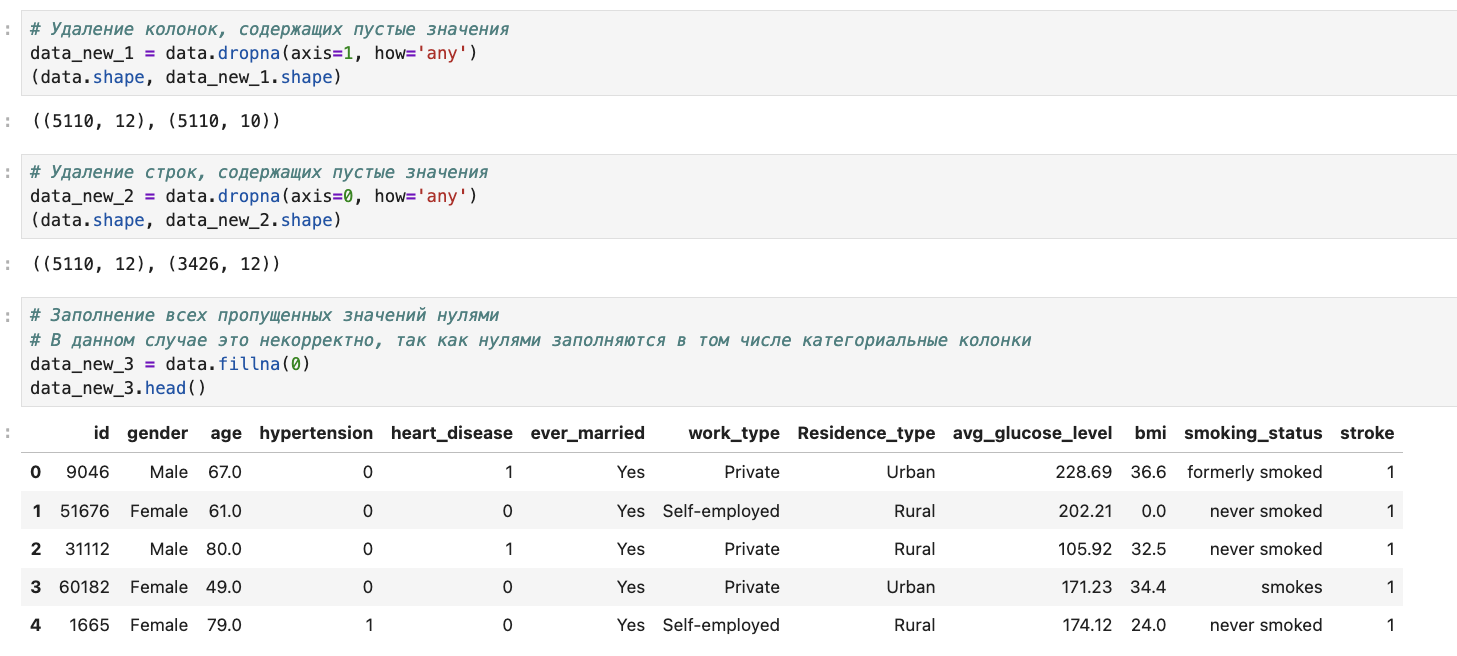 :
# Удаление колонок, содержащих пустые значения
data_new_1 = data.dropna(axis=1, how='any')
(data.shape, data_new_1.shape)
:
((5110, 12), (5110, 10))
:
# Удаление строк, содержащих пустые значения
data_new_2 = data.dropna(axis=0, how='any')
(data.shape, data_new_2.shape)
:
((5110, 12), (3426, 12))
:
# Заполнение всех пропущенных значений нулями
# В данном случае это некорректно, так как нулями заполняются в том числе категориальные колонки
data_new_3 = data.fillna(0)
data_new_3.head()
:
id gender age hypertension heart_disease ever_married work_type Residence_type avg_glucose_level bmi smoking_status stroke
0 9046 Male 67.0 0 1 Yes Private Urban 228.69 36.6 formerly smoked 1
1 51676 Female 61.0 0 0 Yes Self-employed Rural 202.21 0.0 never smoked 1
2 31112 Male 80.0 0 1 Yes Private Rural 105.92 32.5 never smoked 1
3 60182 Female 49.0 0 0 Yes Private Urban 171.23 34.4 smokes 1
4 1665 Female 79.0 1 0 Yes Self-employed Rural 174.12 24.0 never smoked 1